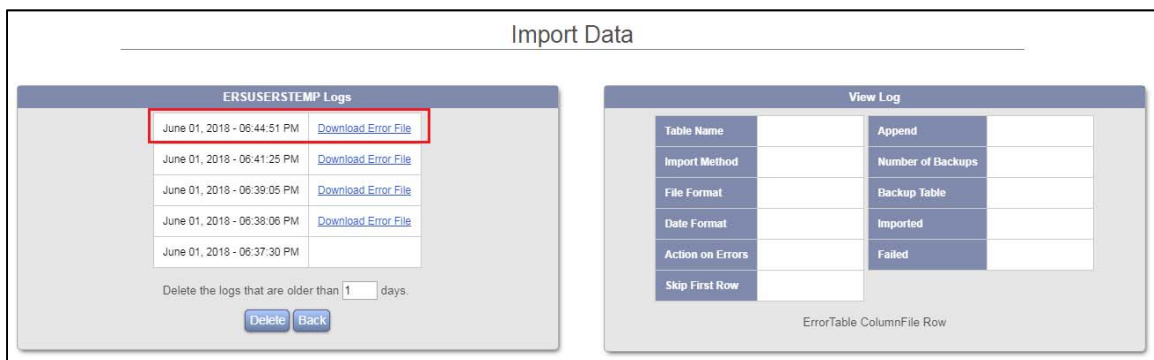 Import Data
ERSUSERSTEMP Logs
June 01, 2018 - 06:44:51 PM Download Error File
June 01, 2018 - 06:41:25 PM Download Error File
June 01, 2018 - 06:39:05 PM Download Error File
June 01, 2018 - 06:38:06 PM Download Error File
June 01, 2018 - 06:37:30 PM
Delete the logs that are older than 1 days.
Delete Back
View Log
Table Name Append
Import Method Number of Backups
File Format Backup Table
Date Format Imported
Action on Errors Failed
Skip First Row
ErrorTable ColumnFile Row